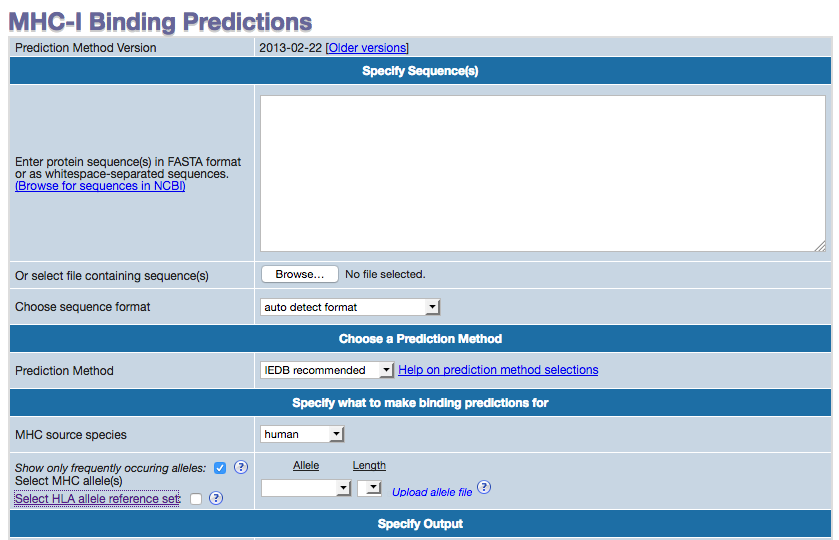 MHC-I Binding Predictions
Prediction Method Version 2013-02-22 [Older versions]
Specify Sequence(s)
Enter protein sequence(s) in FASTA format
or as whitespace-separated sequences.
(Browse for sequences in NCBI)
Or select file containing sequence(s) Browse... No file selected.
Choose sequence format auto detect format
Choose a Prediction Method
Prediction Method IEDB recommended Help on prediction method selections
Specify what to make binding predictions for
MHC source species human
Show only frequently occuring alleles: ?
Allele Length
Select MHC allele(s)
Upload allele file ?
Select HLA allele reference set: ?
Specify Output